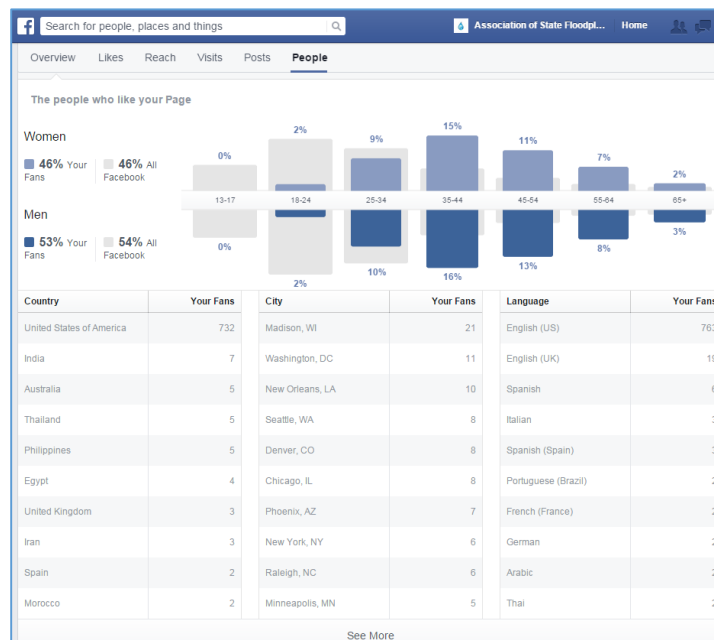 Search for people, places and things
Association of State Floodpl... Home
Overview Likes Reach Visits Posts People
The people who like your Page
Women
46% Your Fans
46% All Facebook
Men
53% Your Fans
54% All Facebook
0% 2% 9% 15% 11% 7% 2%
13-17 18-24 25-34 35-44 45-54 55-64 65+
0% 2% 10% 16% 13% 8% 3%
Country Your Fans City Your Fans Language Your Fans
United States of America 732 Madison, WI 21 English (US) 763
India 7 Washington, DC 11 English (UK)
Australia 5 New Orleans, LA 10 Spanish
Thailand 5 Seattle, WA 8 Italian
Philippines 5 Denver, CO 8 Spanish (Spain)
Egypt 4 Chicago, IL 8 Portuguese (Brazil)
United Kingdom 3 Phoenix, AZ 7 French (France)
Iran 3 New York, NY 6 German
Spain 2 Raleigh, NC 6 Arabic
Morocco 2 Minneapolis, MN 5 Thai
See More